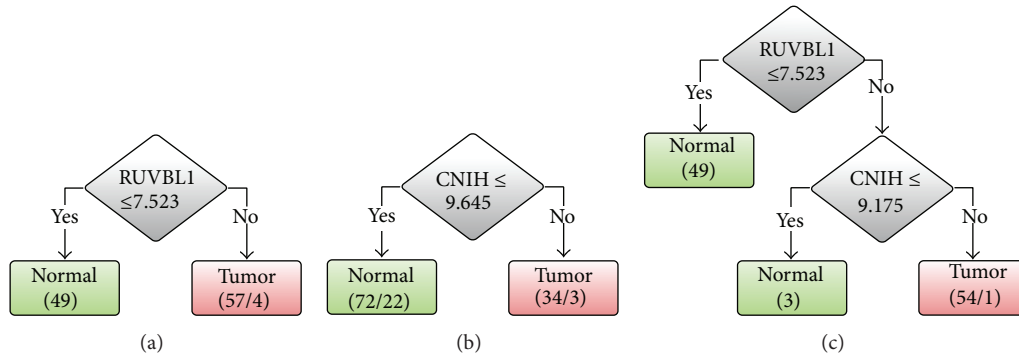 RUVBL1
≤7.523
Yes
No
Normal
(49)
Tumor
(57/4)
(a)
CNIH ≤
9.645
Yes
No
Normal
(72/22)
Tumor
(34/3)
(b)
RUVBL1
≤7.523
Yes
No
Normal
(49)
CNIH ≤
9.175
Yes
No
Normal
(3)
Tumor
(54/1)
(c)